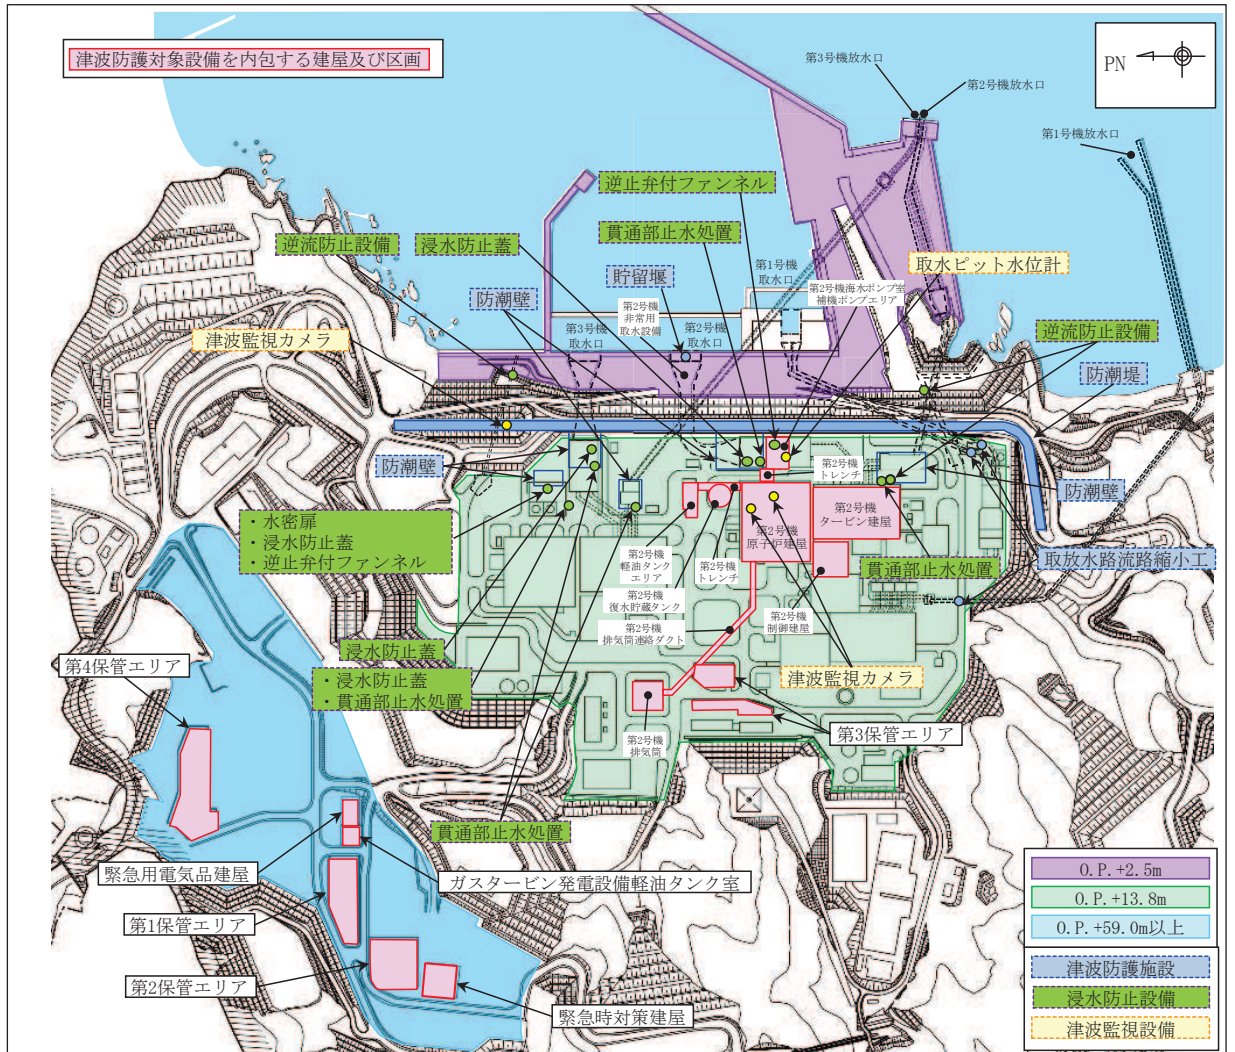 津波防護対象設備を内包する建屋及び区画
PN
第3号機放水口
第2号機放水口
第1号機放水口
逆止弁付ファンネル
貫通部止水処置
逆流防止設備
浸水防止蓋
貯留堰
第1号機
取水口
取水ピット水位計
第2号機海水ポンプ室
補機ポンプエリア
防潮壁
第2号機
非常用
取水設備
第3号機
取水口
第2号機
取水口
津波監視カメラ
逆流防止設備
防潮堤
防潮壁
第2号機
トレンチ
防潮壁
第2号機
タービン建屋
第2号機
原子炉建屋
・水密扉
・浸水防止蓋
・逆止弁付ファンネル
第2号機
軽油タンク
エリア
第2号機
トレンチ
貫通部止水処置
取放水路流路縮小工
第2号機
復水貯蔵タンク
第2号機
制御建屋
第2号機
排気筒連絡ダクト
浸水防止蓋
第4保管エリア
・浸水防止蓋
・貫通部止水処置
津波監視カメラ
第3保管エリア
第2号機
排気筒
貫通部止水処置
緊急用電気品建屋
ガスタービン発電設備軽油タンク室
第1保管エリア
第2保管エリア
緊急時対策建屋
O.P.+2.5m
O.P.+13.8m
O.P.+59.0m以上
津波防護施設
浸水防止設備
津波監視設備